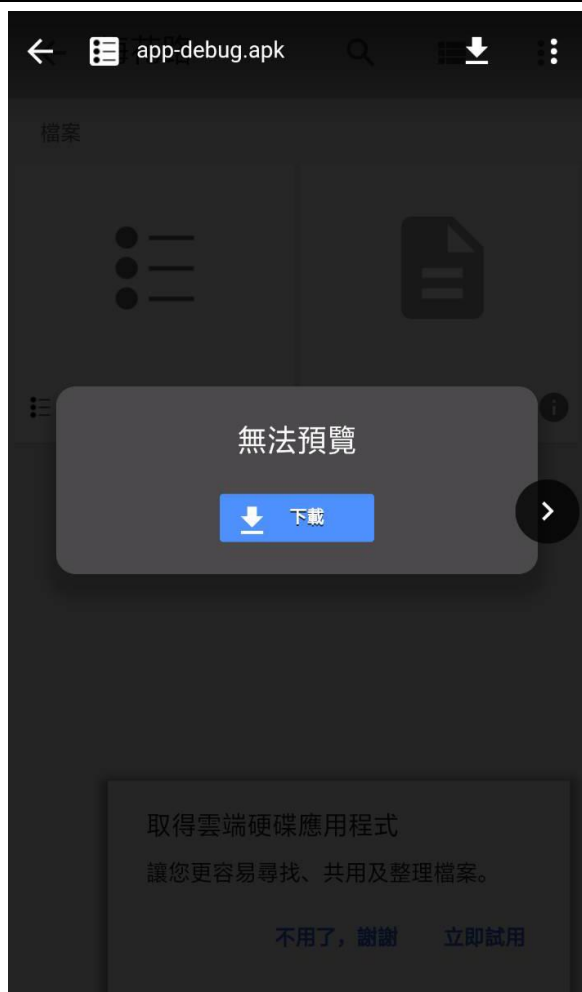 app-debug.apk
檔案
無法預覽
下載
取得雲端硬碟應用程式
讓您更容易尋找、共用及整理檔案。
不用了，謝謝 立即試用